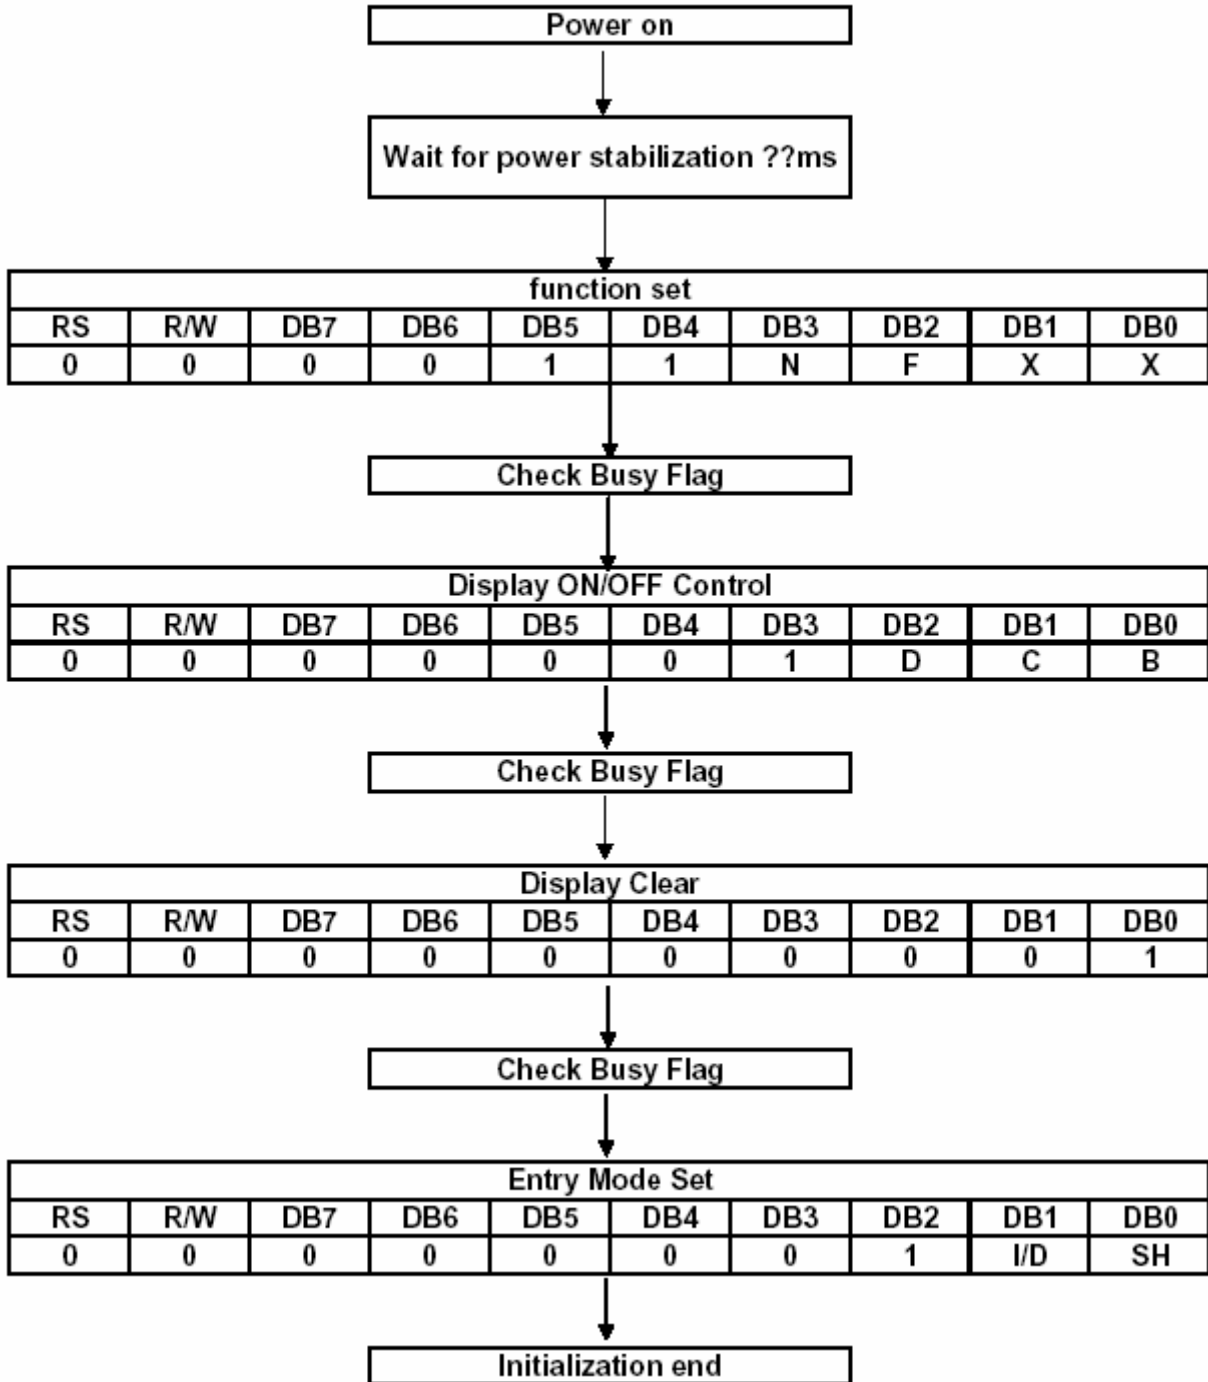 Power on
Wait for power stabilization ??ms
function set
RS R/W DB7 DB6 DB5 DB4 DB3 DB2 DB1 DB0
0 0 0 0 1 1 N F X X
Check Busy Flag
Display ON/OFF Control
RS R/W DB7 DB6 DB5 DB4 DB3 DB2 DB1 DB0
0 0 0 0 0 0 1 D C B
Check Busy Flag
Display Clear
RS R/W DB7 DB6 DB5 DB4 DB3 DB2 DB1 DB0
0 0 0 0 0 0 0 0 0 1
Check Busy Flag
Entry Mode Set
RS R/W DB7 DB6 DB5 DB4 DB3 DB2 DB1 DB0
0 0 0 0 0 0 0 1 I/D SH
Initialization end